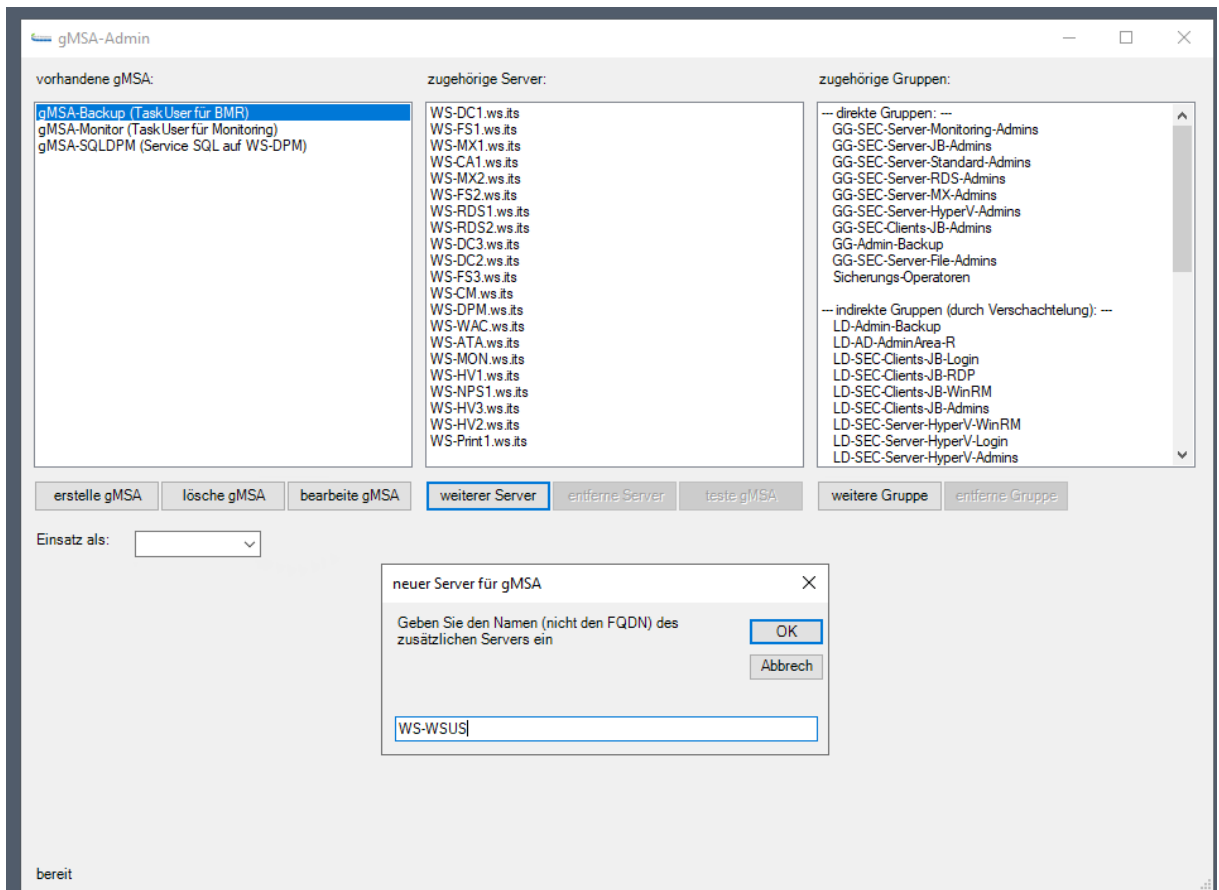 gMSA-Admin
vorhandene gMSA:
zugehörige Server:
zugehörige Gruppen:
gMSA-Backup (TaskUser für BMR)
gMSA-Monitor (TaskUser für Monitoring)
gMSA-SQLDPM (Service SQL auf WS-DPM)
WS-DC1.ws.its
WS-FS1.ws.its
WS-MX1.ws.its
WS-CA1.ws.its
WS-MX2.ws.its
WS-FS2.ws.its
WS-RDS1.ws.its
WS-RDS2.ws.its
WS-DC3.ws.its
WS-DC2.ws.its
WS-FS3.ws.its
WS-CM.ws.its
WS-DPM.ws.its
WS-WAC.ws.its
WS-ATA.ws.its
WS-MON.ws.its
WS-HV1.ws.its
WS-NPS1.ws.its
WS-HV3.ws.its
WS-HV2.ws.its
WS-Print1.ws.its
--- direkte Gruppen: ---
GG-SEC-Server-Monitoring-Admins
GG-SEC-Server-JB-Admins
GG-SEC-Server-Standard-Admins
GG-SEC-Server-RDS-Admins
GG-SEC-Server-MX-Admins
GG-SEC-Server-HyperV-Admins
GG-SEC-Clients-JB-Admins
GG-Admin-Backup
GG-SEC-Server-File-Admins
Sicherungs-Operatoren
--- indirekte Gruppen (durch Verschachtelung): ---
LD-Admin-Backup
LD-AD-AdminArea-R
LD-SEC-Clients-JB-Login
LD-SEC-Clients-JB-RDP
LD-SEC-Clients-JB-WinRM
LD-SEC-Clients-JB-Admins
LD-SEC-Server-HyperV-WinRM
LD-SEC-Server-HyperV-Login
LD-SEC-Server-HyperV-Admins
erstelle gMSA
lösche gMSA
bearbeite gMSA
weiterer Server
entferne Server
teste gMSA
weitere Gruppe
entferne Gruppe
Einsatz als:
neuer Server für gMSA
Geben Sie den Namen (nicht den FQDN) des
zusätzlichen Servers ein
OK
Abbrech
WS-WSUS
bereit